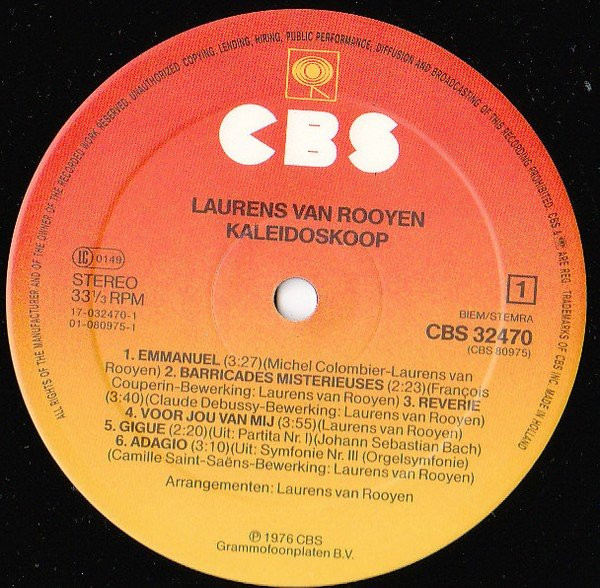 ALL RIGHTS OF THE MANUFACTURER AND OF THE OWNER OF THE RECORDED WORK RESERVED. UNAUTHORIZED COPYING, LENDING, HIRING, PUBLIC PERFORMANCE, DIFFUSION AND BROADCASTING OF THIS RECORDING PROHIBITED. CBS & ARE REG. TRADEMARKS OF CBS INC. MADE IN HOLLAND
CBS
LAURENS VAN ROOYEN
KALEIDOSKOOP
LC 0149
STEREO
33⅓ RPM
17-032470-1
01-080975-1
1
BIEM/STEMRA
CBS 32470
(CBS 80975)
1. EMMANUEL (3:27)(Michel Colombier-Laurens van
Rooyen) 2. BARRICADES MISTERIEUSES (2:23)(François
Couperin-Bewerking: Laurens van Rooyen) 3. REVERIE
(3:40)(Claude Debussy-Bewerking: Laurens van Rooyen)
4. VOOR JOU VAN MIJ (3:55)(Laurens van Rooyen)
5. GIGUE (2:20)(Uit: Partita Nr. I)(Johann Sebastian Bach)
6. ADAGIO (3:10)(Uit: Symfonie Nr. III (Orgelsymfonie)
(Camille Saint-Saëns-Bewerking: Laurens van Rooyen)
Arrangementen: Laurens van Rooyen
℗ 1976 CBS
Grammofoonplaten B.V.